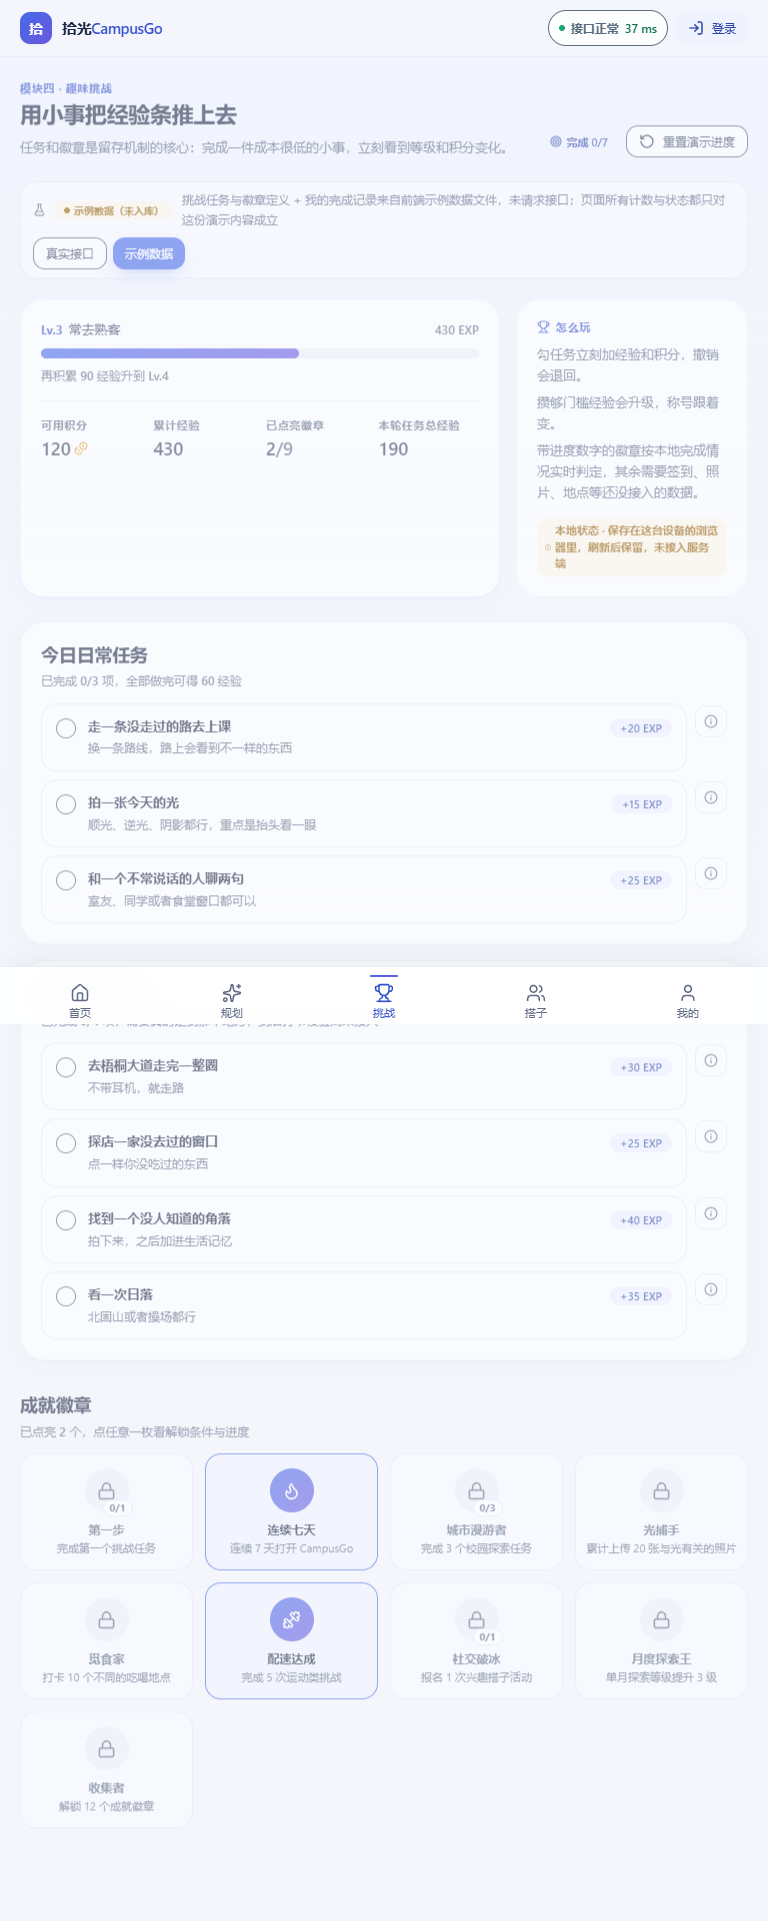 拾 拾光CampusGo
接口正常 37 ms
登录
模块四 · 趣味挑战
用小事把经验条推上去
任务和徽章是留存机制的核心：完成一件成本很低的小事，立刻看到等级和积分变化。
完成 0/7
重置演示进度
示例数据（未入库）
挑战任务与徽章定义 + 我的完成记录来自前端示例数据文件，未请求接口；页面所有计数与状态都只对
这份演示内容成立
真实接口
示例数据
Lv.3 常去熟客
430 EXP
再积累 90 经验升到 Lv.4
可用积分
120
累计经验
430
已点亮徽章
2/9
本轮任务总经验
190
怎么玩
勾任务立刻加经验和积分，撤销
会退回。
攒够门槛经验会升级，称号跟着
变。
带进度数字的徽章按本地完成情
况实时判定，其余需要签到、照
片、地点等还没接入的数据。
本地状态 · 保存在这台设备的浏览
器里，刷新后保留，未接入服务
端
今日日常任务
已完成 0/3 项，全部做完可得 60 经验
走一条没走过的路去上课
换一条路线，路上会看到不一样的东西
+20 EXP
拍一张今天的光
顺光、逆光、阴影都行，重点是抬头看一眼
+15 EXP
和一个不常说话的人聊两句
室友、同学或者食堂窗口都可以
+25 EXP
首页
规划
挑战
搭子
我的
去梧桐大道走完一整圈
不带耳机，就走路
+30 EXP
探店一家没去过的窗口
点一样你没吃过的东西
+25 EXP
找到一个没人知道的角落
拍下来，之后加进生活记忆
+40 EXP
看一次日落
北固山或者操场都行
+35 EXP
成就徽章
已点亮 2 个，点任意一枚看解锁条件与进度
0/1
第一步
完成第一个挑战任务
连续七天
连续 7 天打开 CampusGo
0/3
城市漫游者
完成 3 个校园探索任务
光捕手
累计上传 20 张与光有关的照片
觅食家
打卡 10 个不同的吃喝地点
配速达成
完成 5 次运动类挑战
0/1
社交破冰
报名 1 次兴趣搭子活动
月度探索王
单月探索等级提升 3 级
收集者
解锁 12 个成就徽章